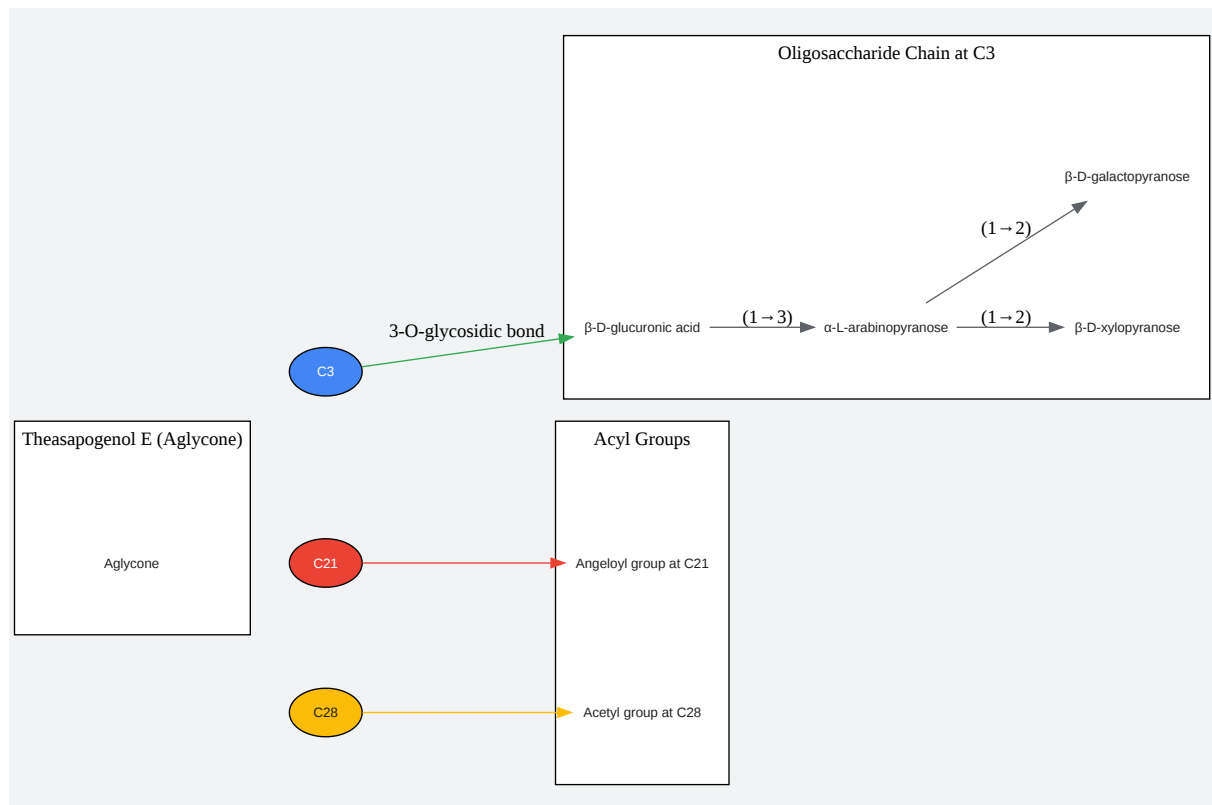 Oligosaccharide Chain at C3
β-D-galactopyranose
(1→2)
3-O-glycosidic bond
β-D-glucuronic acid
(1→3)
α-L-arabinopyranose
(1→2)
β-D-xylopyranose
C3
Theasapogenol E (Aglycone)
Acyl Groups
Aglycone
C21
Angeloyl group at C21
C28
Acetyl group at C28